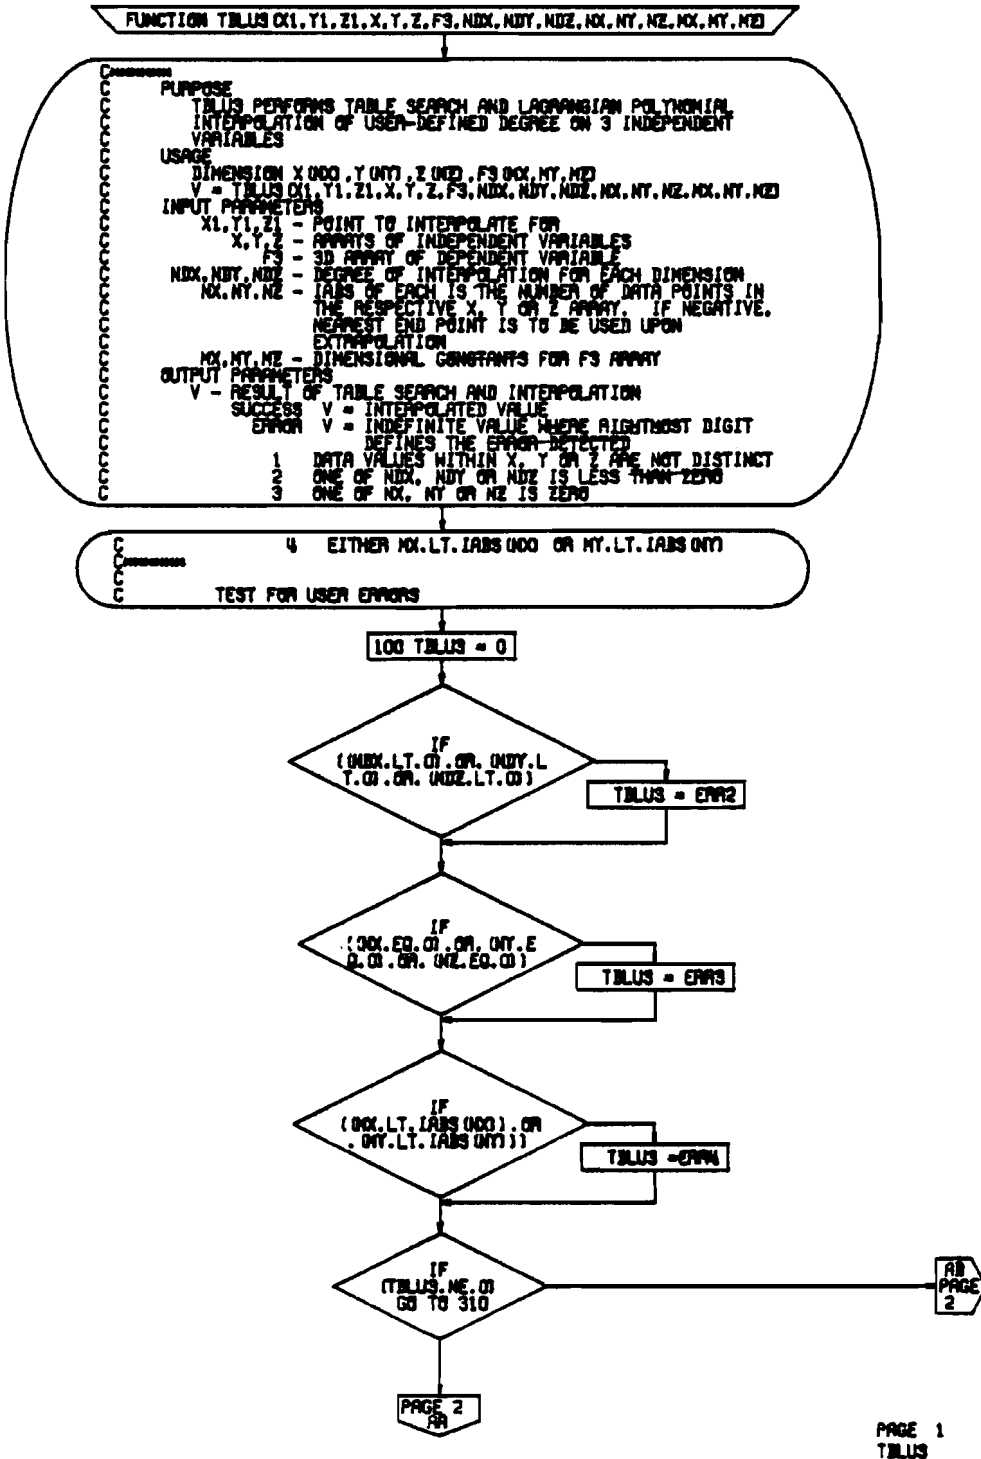 FUNCTION TBLU3(X1,Y1,Z1,X,Y,Z,F3,NDX,NDY,NDZ,NX,NY,NZ,MX,MY,MZ)
C*******
C PURPOSE
C TBLU3 PERFORMS TABLE SEARCH AND LAGRANGIAN POLYNOMIAL
C INTERPOLATION OF USER-DEFINED DEGREE ON 3 INDEPENDENT
C VARIABLES
C USAGE
C DIMENSION X(NX),Y(NY),Z(NZ),F3(MX,MY,MZ)
C V = TBLU3(X1,Y1,Z1,X,Y,Z,F3,NDX,NDY,NDZ,NX,NY,NZ,MX,MY,MZ)
C INPUT PARAMETERS
C X1,Y1,Z1 - POINT TO INTERPOLATE FOR
C X,Y,Z - ARRAYS OF INDEPENDENT VARIABLES
C F3 - 3D ARRAY OF DEPENDENT VARIABLE
C NDX,NDY,NDZ - DEGREE OF INTERPOLATION FOR EACH DIMENSION
C NX,NY,NZ - IABS OF EACH IS THE NUMBER OF DATA POINTS IN
C THE RESPECTIVE X, Y OR Z ARRAY. IF NEGATIVE,
C NEAREST END POINT IS TO BE USED UPON
C EXTRAPOLATION
C MX,MY,MZ - DIMENSIONAL CONSTANTS FOR F3 ARRAY
C OUTPUT PARAMETERS
C V - RESULT OF TABLE SEARCH AND INTERPOLATION
C SUCCESS V = INTERPOLATED VALUE
C ERROR V = INDEFINITE VALUE WHERE RIGHTMOST DIGIT
C DEFINES THE ERROR DETECTED
C 1 DATA VALUES WITHIN X, Y OR Z ARE NOT DISTINCT
C 2 ONE OF NDX, NDY OR NDZ IS LESS THAN ZERO
C 3 ONE OF NX, NY OR NZ IS ZERO
C 4 EITHER MX.LT.IABS(NX) OR MY.LT.IABS(NY)
C*******
C
C TEST FOR USER ERRORS
100 TBLU3 = 0
IF
((NDX.LT.0).OR.(NDY.L
T.0).OR.(NDZ.LT.0))
TBLU3 = ERR2
IF
((NX.EQ.0).OR.(NY.E
Q.0).OR.(NZ.EQ.0))
TBLU3 = ERR3
IF
((MX.LT.IABS(NX)).OR
.(MY.LT.IABS(NY)))
TBLU3 =ERR4
IF
(TBLU3.NE.0)
GO TO 310
AB
PAGE
2
PAGE 2
AA
PAGE 1
TBLU3